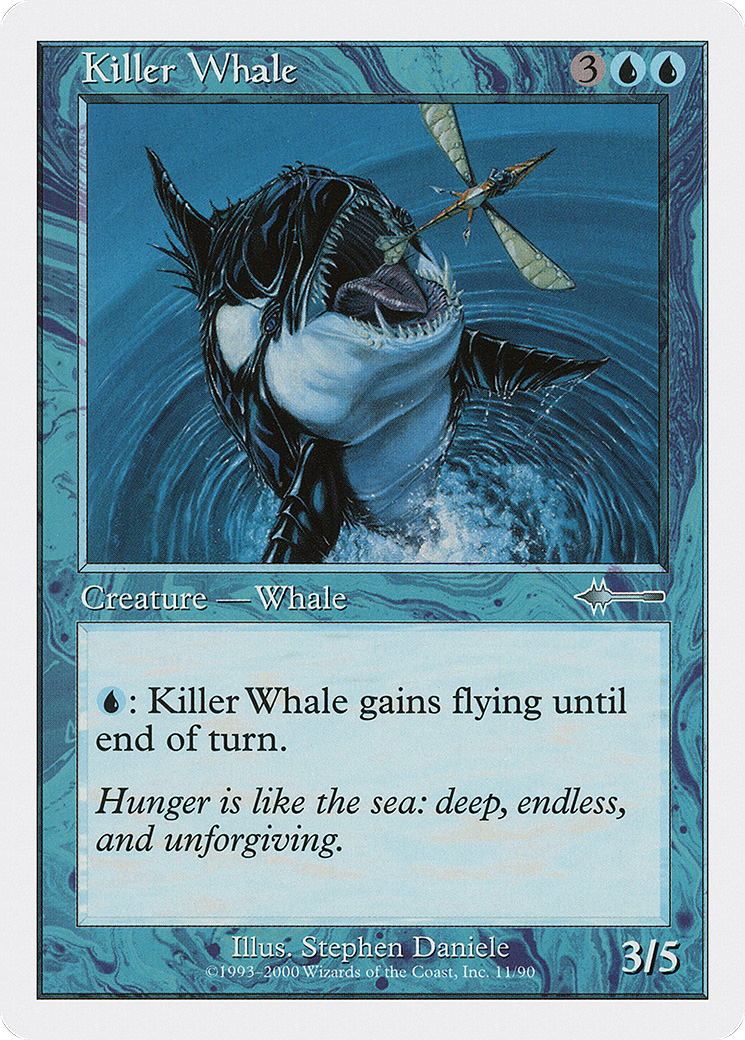 Killer Whale 3
Creature — Whale
: Killer Whale gains flying until
end of turn.
Hunger is like the sea: deep, endless,
and unforgiving.
Illus. Stephen Daniele
©1993–2000 Wizards of the Coast, Inc. 11/90
3/5